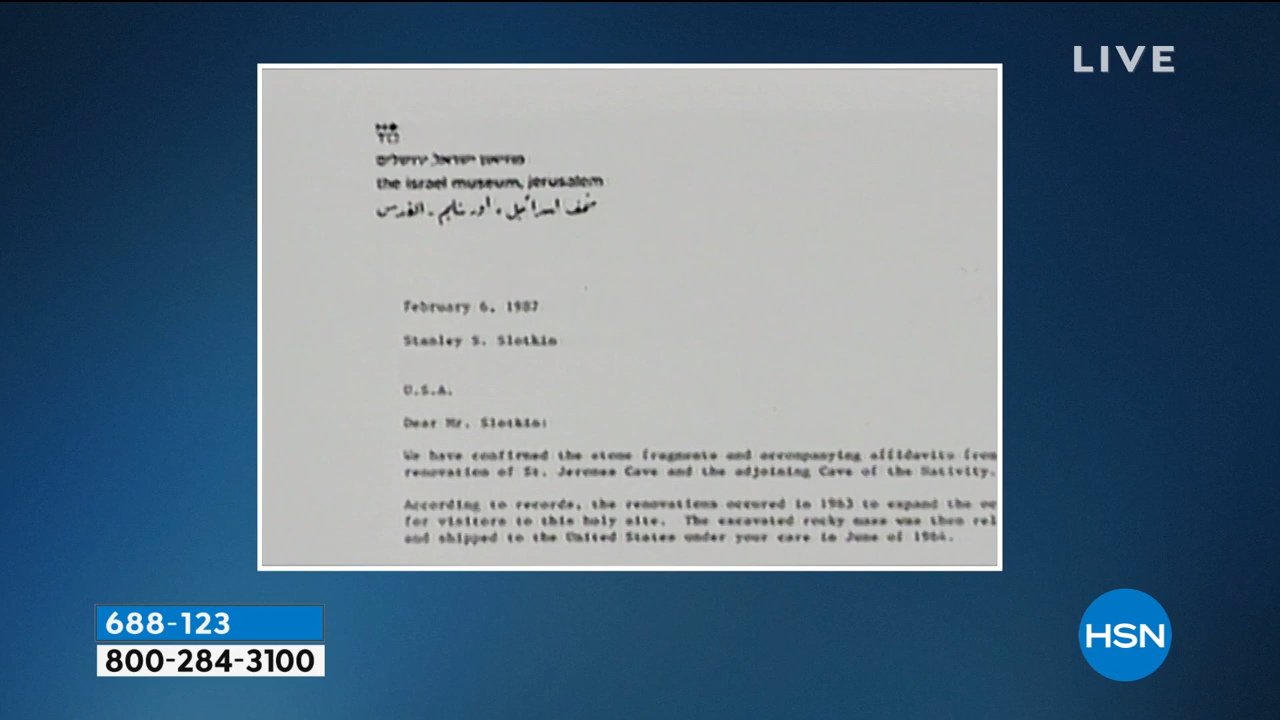 LIVE
מוזיאון ישראל, ירושלים
the israel museum, jerusalem
متحف اسرائيل ، اورشليم - القدس
February 6, 1987
Stanley S. Slotkin
U.S.A.
Dear Mr. Slotkin:
We have confirmed the stone fragments and accompanying affidavits from
renovation of St. Jeromes Cave and the adjoining Cave of the Nativity.
According to records, the renovations occured in 1963 to expand the
for visitors to this holy site. The excavated rocky mass was then rel
and shipped to the United States under your care in June of 1964.
688-123
800-284-3100
HSN